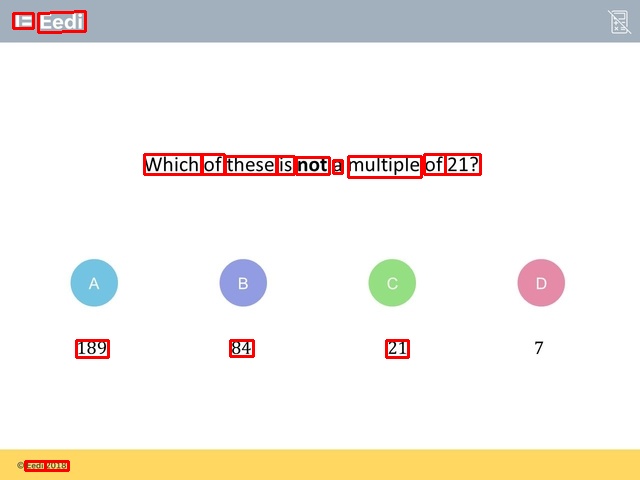 Eedi
Which of these is not a multiple of 21?
A B C D
189 84 21 7
© Eedi 2018